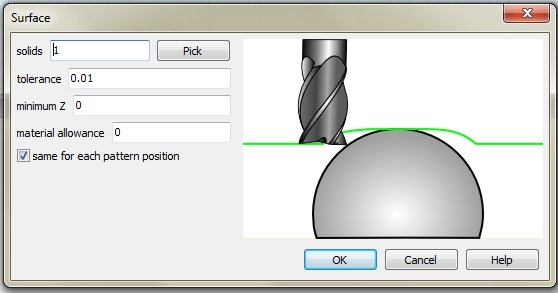 Surface
solids 1 Pick
tolerance 0.01
minimum Z 0
material allowance 0
same for each pattern position
OK Cancel Help